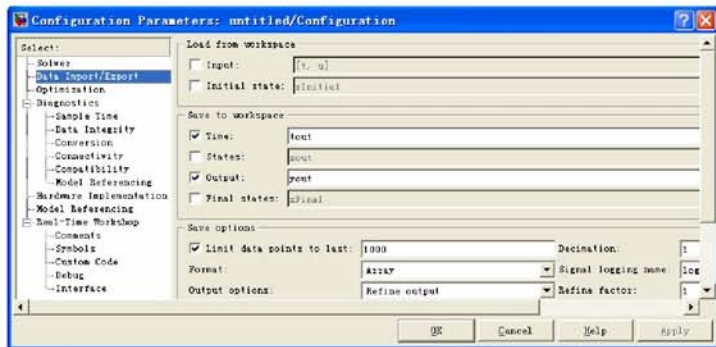 Configuration Parameters: untitled/Configuration
Select:
Solver
Data Import/Export
Optimization
Diagnostics
Sample Time
Data Integrity
Conversion
Connectivity
Compatibility
Model Referencing
Hardware Implementation
Model Referencing
Real-Time Workshop
Comments
Symbols
Custom Code
Debug
Interface
Load from workspace
Input: [t, u]
Initial state: xInitial
Save to workspace
Time: tout
States: xout
Output: yout
Final states: xFinal
Save options
Limit data points to last: 1000 Decimation: 1
Format: Array Signal logging name: log
Output options: Refine output Refine factor: 1
OK Cancel Help Apply